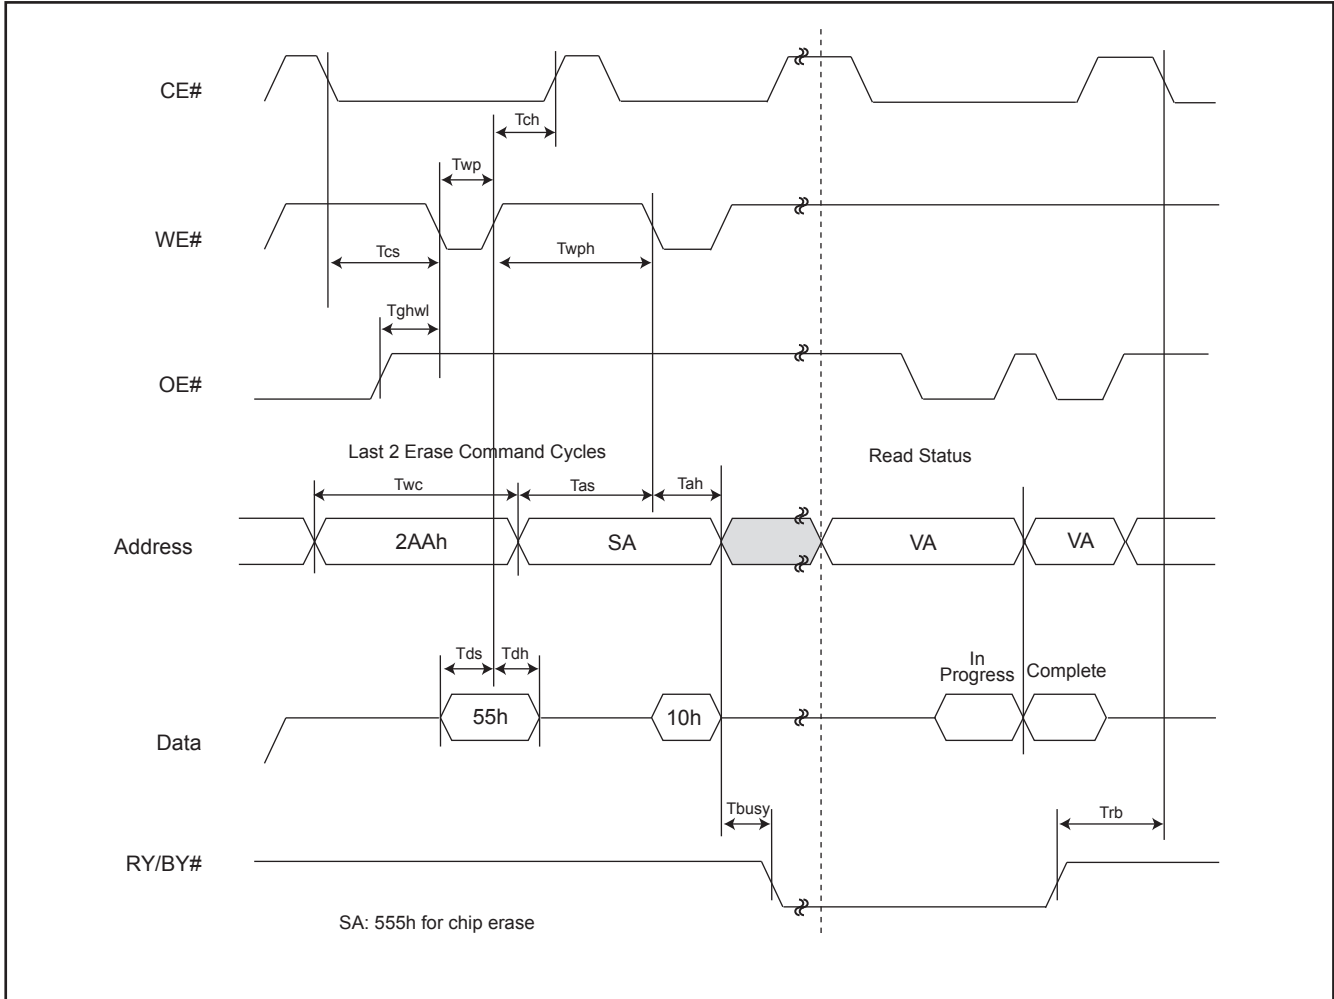 CE#
Tch
Twp
WE#
Tcs
Twph
Tghwl
OE#
Last 2 Erase Command Cycles
Read Status
Twc
Tas
Tah
Address
2AAh
SA
VA
VA
Tds
Tdh
In
Progress
Complete
55h
10h
Data
Tbusy
Trb
RY/BY#
SA: 555h for chip erase